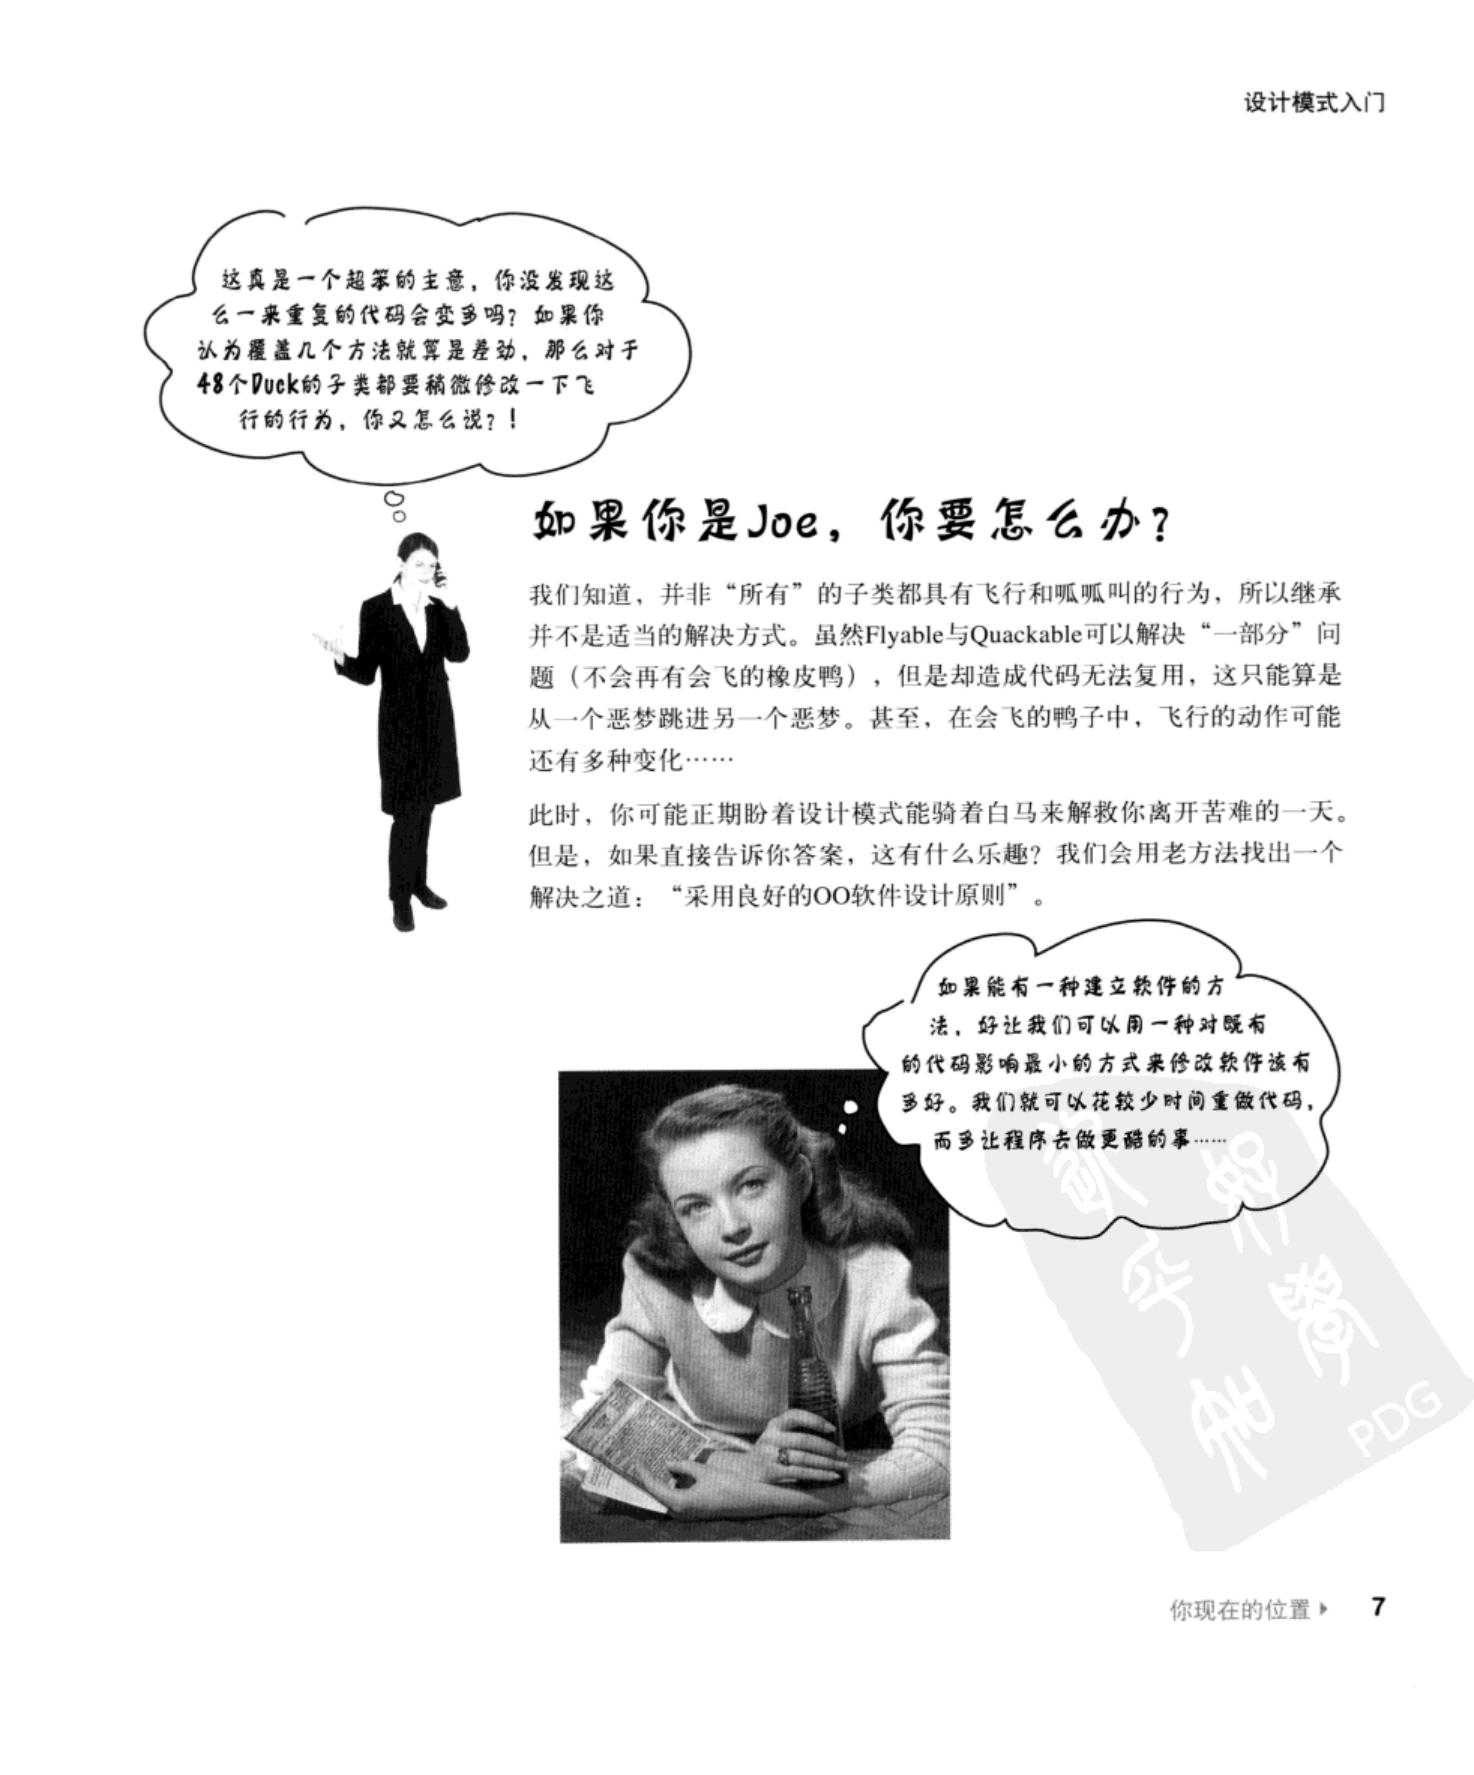 设计模式入门
这真是一个超笨的主意，你没发现这
么一来重复的代码会变多吗？如果你
认为覆盖几个方法就算是差劲，那么对于
48个Duck的子类都要稍微修改一下飞
行的行为，你又怎么说？！
如果你是Joe，你要怎么办？
我们知道，并非“所有”的子类都具有飞行和呱呱叫的行为，所以继承
并不是适当的解决方式。虽然Flyable与Quackable可以解决“一部分”问
题（不会再有会飞的橡皮鸭），但是却造成代码无法复用，这只能算是
从一个恶梦跳进另一个恶梦。甚至，在会飞的鸭子中，飞行的动作可能
还有多种变化……
此时，你可能正期盼着设计模式能骑着白马来解救你离开苦难的一天。
但是，如果直接告诉你答案，这有什么乐趣？我们会用老方法找出一个
解决之道：“采用良好的OO软件设计原则”。
如果能有一种建立软件的方
法，好让我们可以用一种对既有
的代码影响最小的方式来修改软件该有
多好。我们就可以花较少时间重做代码，
而多让程序去做更酷的事……
PDG
你现在的位置▸ 7